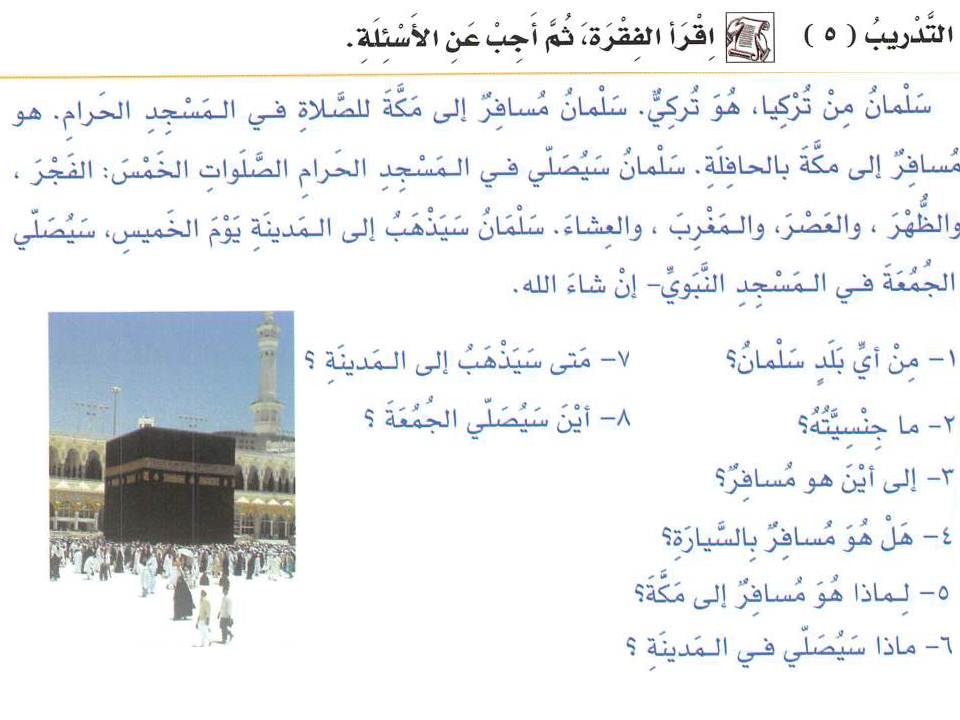 التَّدْريبُ ( ٥ ) اِقْرَأ الفِقْرَة، ثُمَّ أَجِبْ عَنِ الأَسْئِلَةِ.
سَلْمانُ مِنْ تُرْكِيا، هُوَ تُركِيٌّ. سَلْمانُ مُسافِرٌ إلى مَكَّةَ للصَّلاةِ في الـمَسْجِدِ الحَرامِ. هو
مُسافِرٌ إلى مكَّةَ بالحافِلَةِ. سَلْمانُ سَيُصَلّي في الـمَسْجِدِ الحَرامِ الصَّلَواتِ الخَمْسَ: الفَجْرَ ،
والظُّهْرَ ، والعَصْرَ، والـمَغْرِبَ ، والعِشاءَ. سَلْمَانُ سَيَذْهَبُ إلى الـمَدينَةِ يَوْمَ الخَميسِ، سَيُصَلّي
الجُمُعَةَ في الـمَسْجِدِ النَّبَوِيِّ- إنْ شاءَ الله.
١- مِنْ أيِّ بَلَدٍ سَلْمانُ؟
٢- ما جِنْسِيَّتُهُ؟
٣- إلى أيْنَ هو مُسافِرٌ؟
٤- هَلْ هُوَ مُسافِرٌ بِالسَّيارَةِ؟
٥- لِـماذا هُوَ مُسافِرٌ إلى مَكَّةَ؟
٦- ماذا سَيُصَلّي في الـمَدينَةِ ؟
٧- مَتى سَيَذْهَبُ إلى الـمَدينَةِ ؟
٨- أيْنَ سَيُصَلّي الجُمُعَةَ ؟